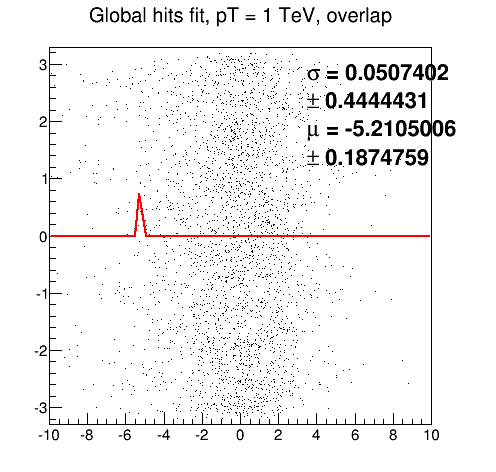 Global hits fit, pT = 1 TeV, overlap
σ = 0.0507402
± 0.4444431
μ = -5.2105006
± 0.1874759
3
2
1
0
-1
-2
-3
-10 -8 -6 -4 -2 0 2 4 6 8 10